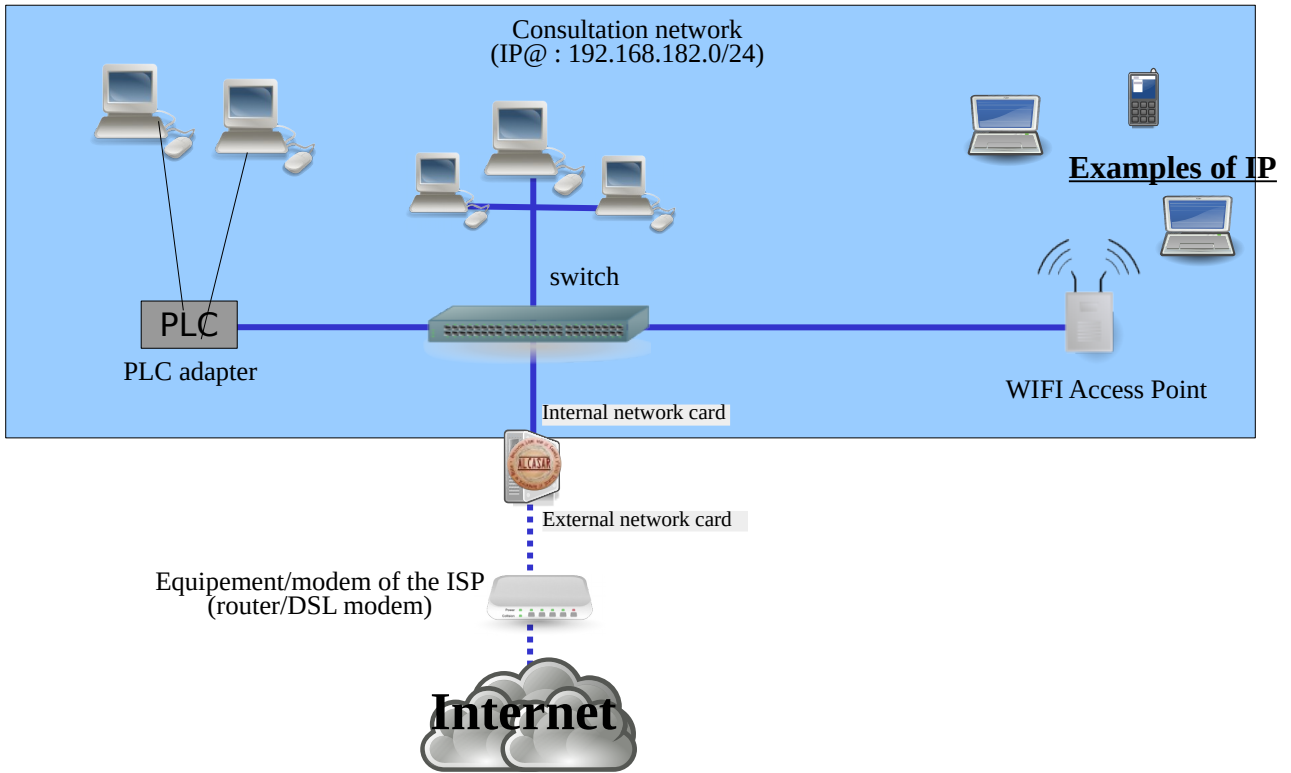 Consultation network
(IP@ : 192.168.182.0/24)
Examples of IP
switch
PLC
PLC adapter
WIFI Access Point
Internal network card
ALCASAR
External network card
Equipement/modem of the ISP
(router/DSL modem)
Power
Internet